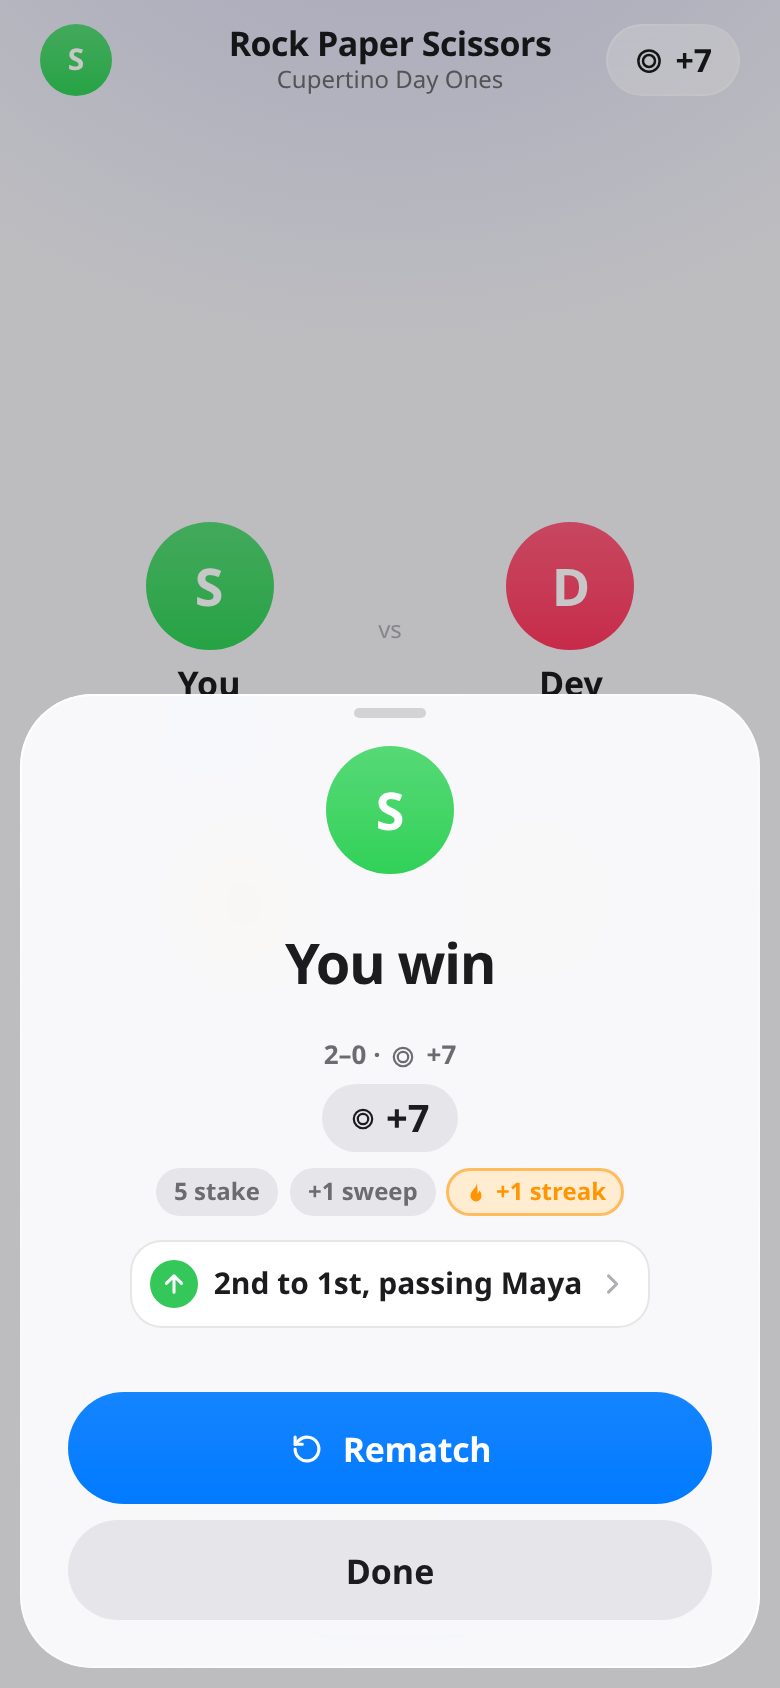 S
Rock Paper Scissors
Cupertino Day Ones
+7
S
D
vs
You
Dev
S
You win
2–0 · +7
+7
5 stake
+1 sweep
+1 streak
2nd to 1st, passing Maya
Rematch
Done